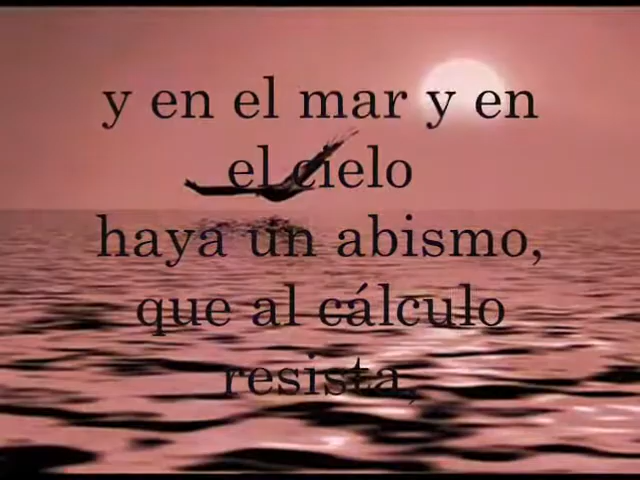 y en el mar y en
el cielo
haya un abismo,
que al cálculo
resista,